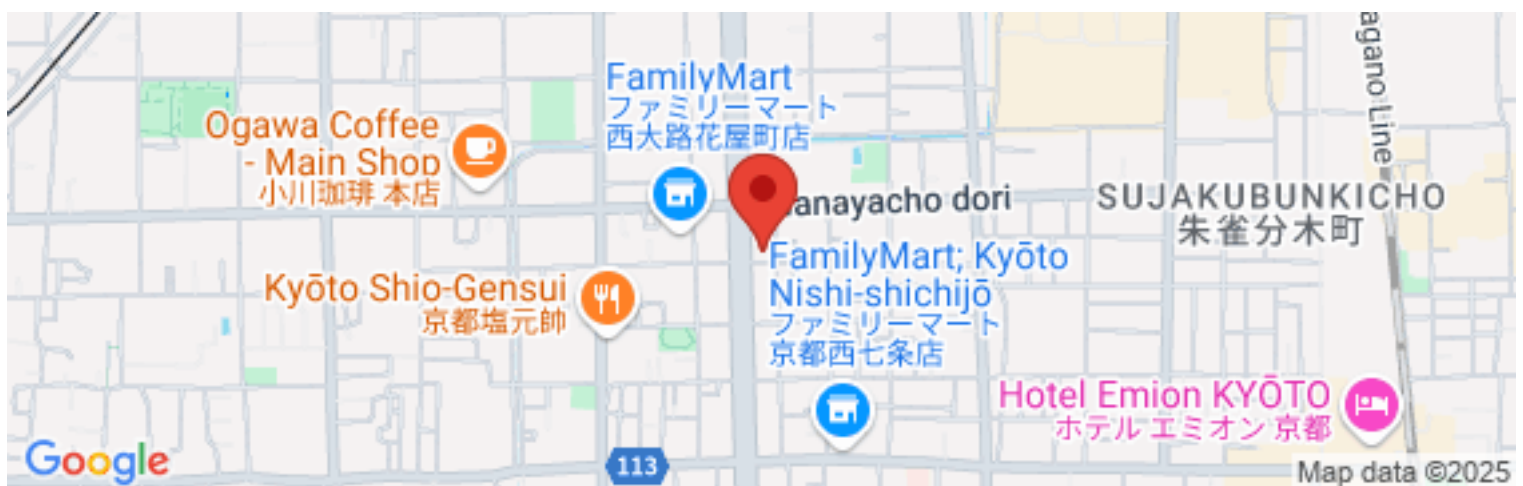 FamilyMart
ファミリーマート
西大路花屋町店
Ogawa Coffee
- Main Shop
小川珈琲 本店
anayacho dori
SUJAKUBUNKICHO
朱雀分木町
agano Line
FamilyMart; Kyōto
Nishi-shichijō
ファミリーマート
京都西七条店
Kyōto Shio-Gensui
京都塩元帥
Hotel Emion KYŌTO
ホテル エミオン 京都
113
Google
Map data ©2025